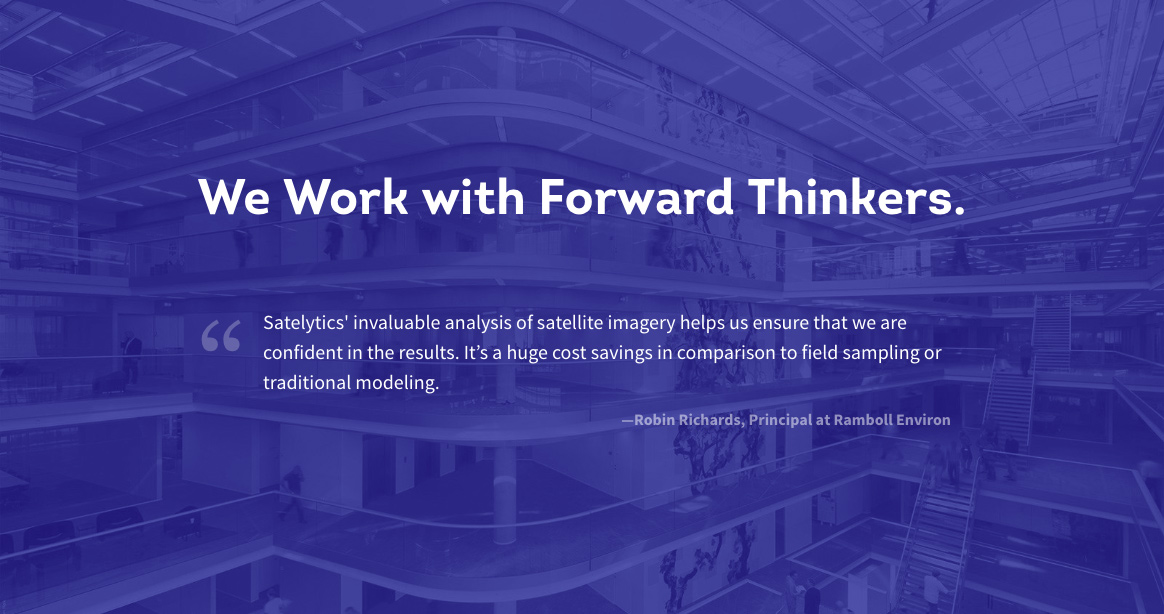 We Work with Forward Thinkers.
“
Satelytics' invaluable analysis of satellite imagery helps us ensure that we are
confident in the results. It’s a huge cost savings in comparison to field sampling or
traditional modeling.
—Robin Richards, Principal at Ramboll Environ